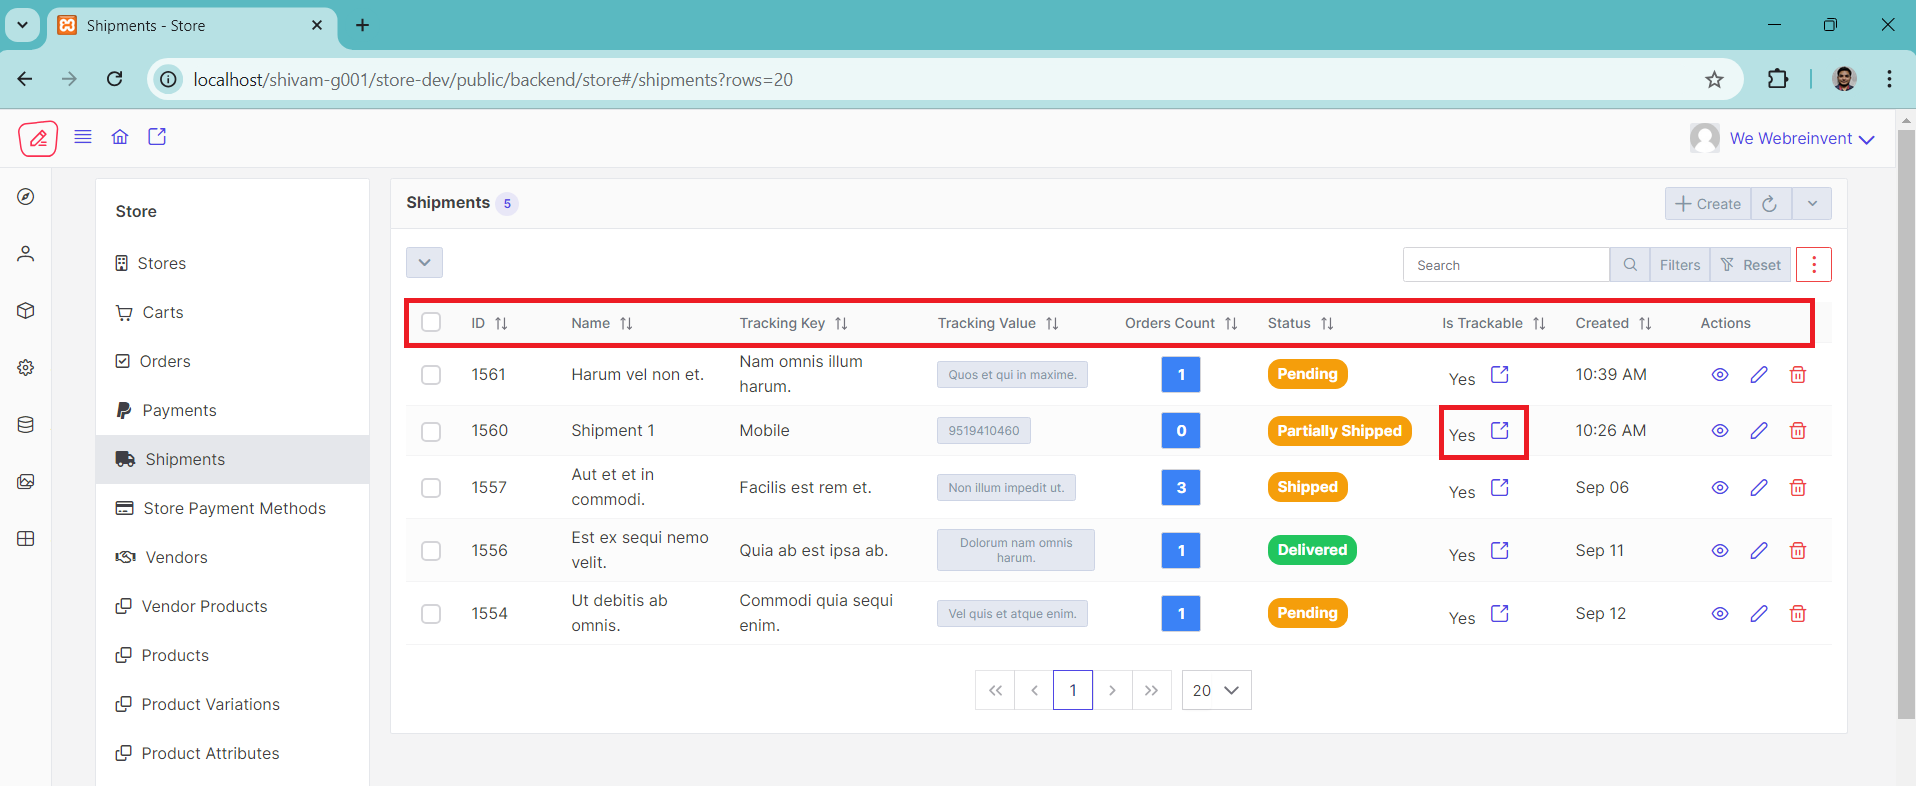 Shipments - Store
localhost/shivam-g001/store-dev/public/backend/store#/shipments?rows=20
We Webreinvent
Store
Stores
Carts
Orders
Payments
Shipments
Store Payment Methods
Vendors
Vendor Products
Products
Product Variations
Product Attributes
Shipments 5
Create
Search Filters Reset
ID Name Tracking Key Tracking Value Orders Count Status Is Trackable Created Actions
1561 Harum vel non et. Nam omnis illum harum. Quos et qui in maxime. 1 Pending Yes 10:39 AM
1560 Shipment 1 Mobile 9519410460 0 Partially Shipped Yes 10:26 AM
1557 Aut et et in commodi. Facilis est rem et. Non illum impedit ut. 3 Shipped Yes Sep 06
1556 Est ex sequi nemo velit. Quia ab est ipsa ab. Dolorum nam omnis harum. 1 Delivered Yes Sep 11
1554 Ut debitis ab omnis. Commodi quia sequi enim. Vel quis et atque enim. 1 Pending Yes Sep 12
1 20